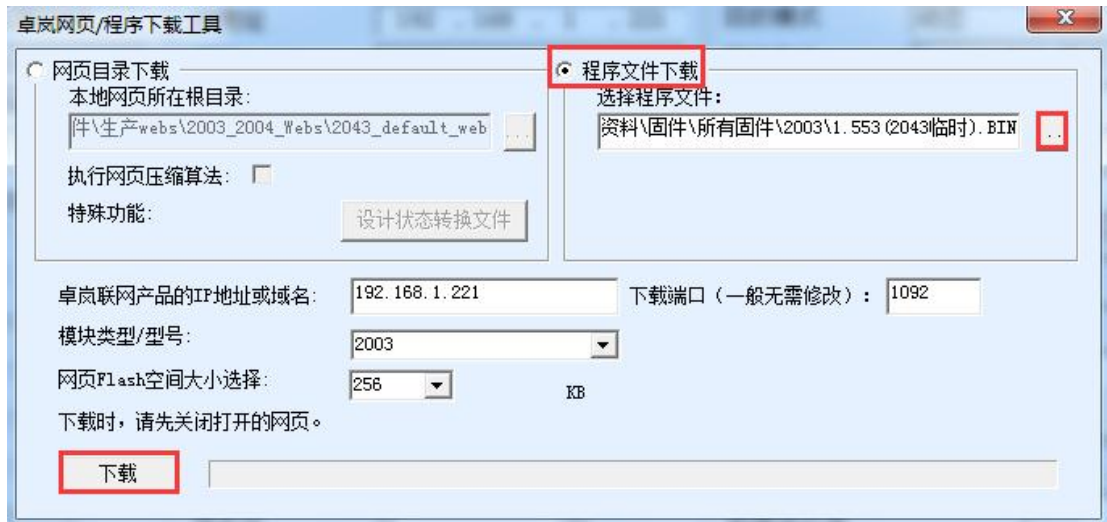 卓岚网页/程序下载工具
网页目录下载
本地网页所在根目录:
件\生产webs\2003_2004_Webs\2043_default_web
...
执行网页压缩算法:
特殊功能:
设计状态转换文件
程序文件下载
选择程序文件:
资料\固件\所有固件\2003\1.553(2043临时).BIN
..
卓岚联网产品的IP地址或域名:
192.168.1.221
下载端口（一般无需修改）:
1092
模块类型/型号:
2003
网页Flash空间大小选择:
256
KB
下载时，请先关闭打开的网页。
下载